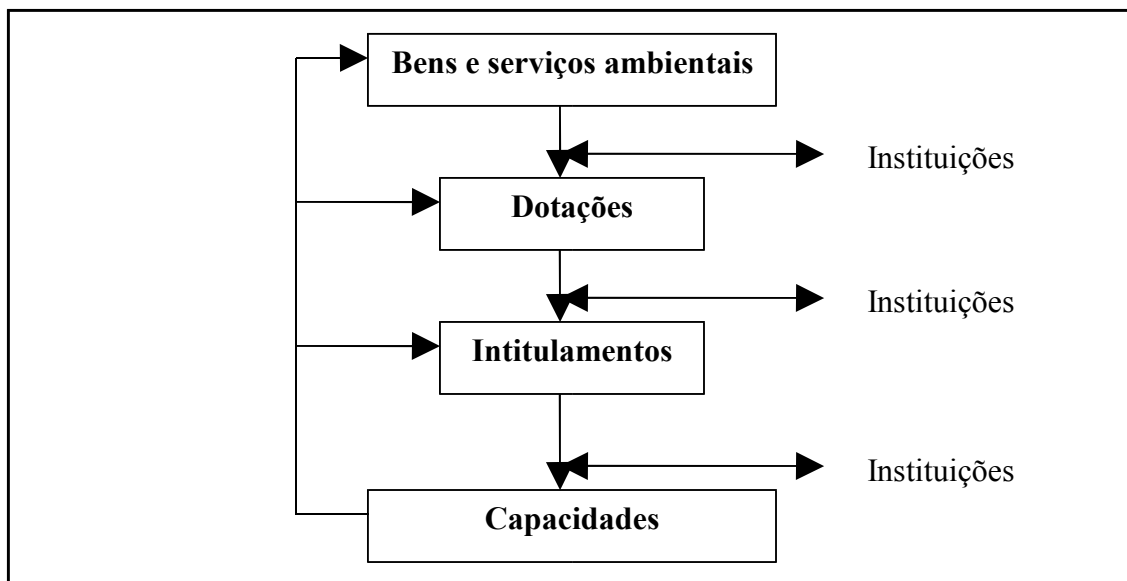 Bens e serviços ambientais
Instituições
Dotações
Instituições
Intitulamentos
Instituições
Capacidades